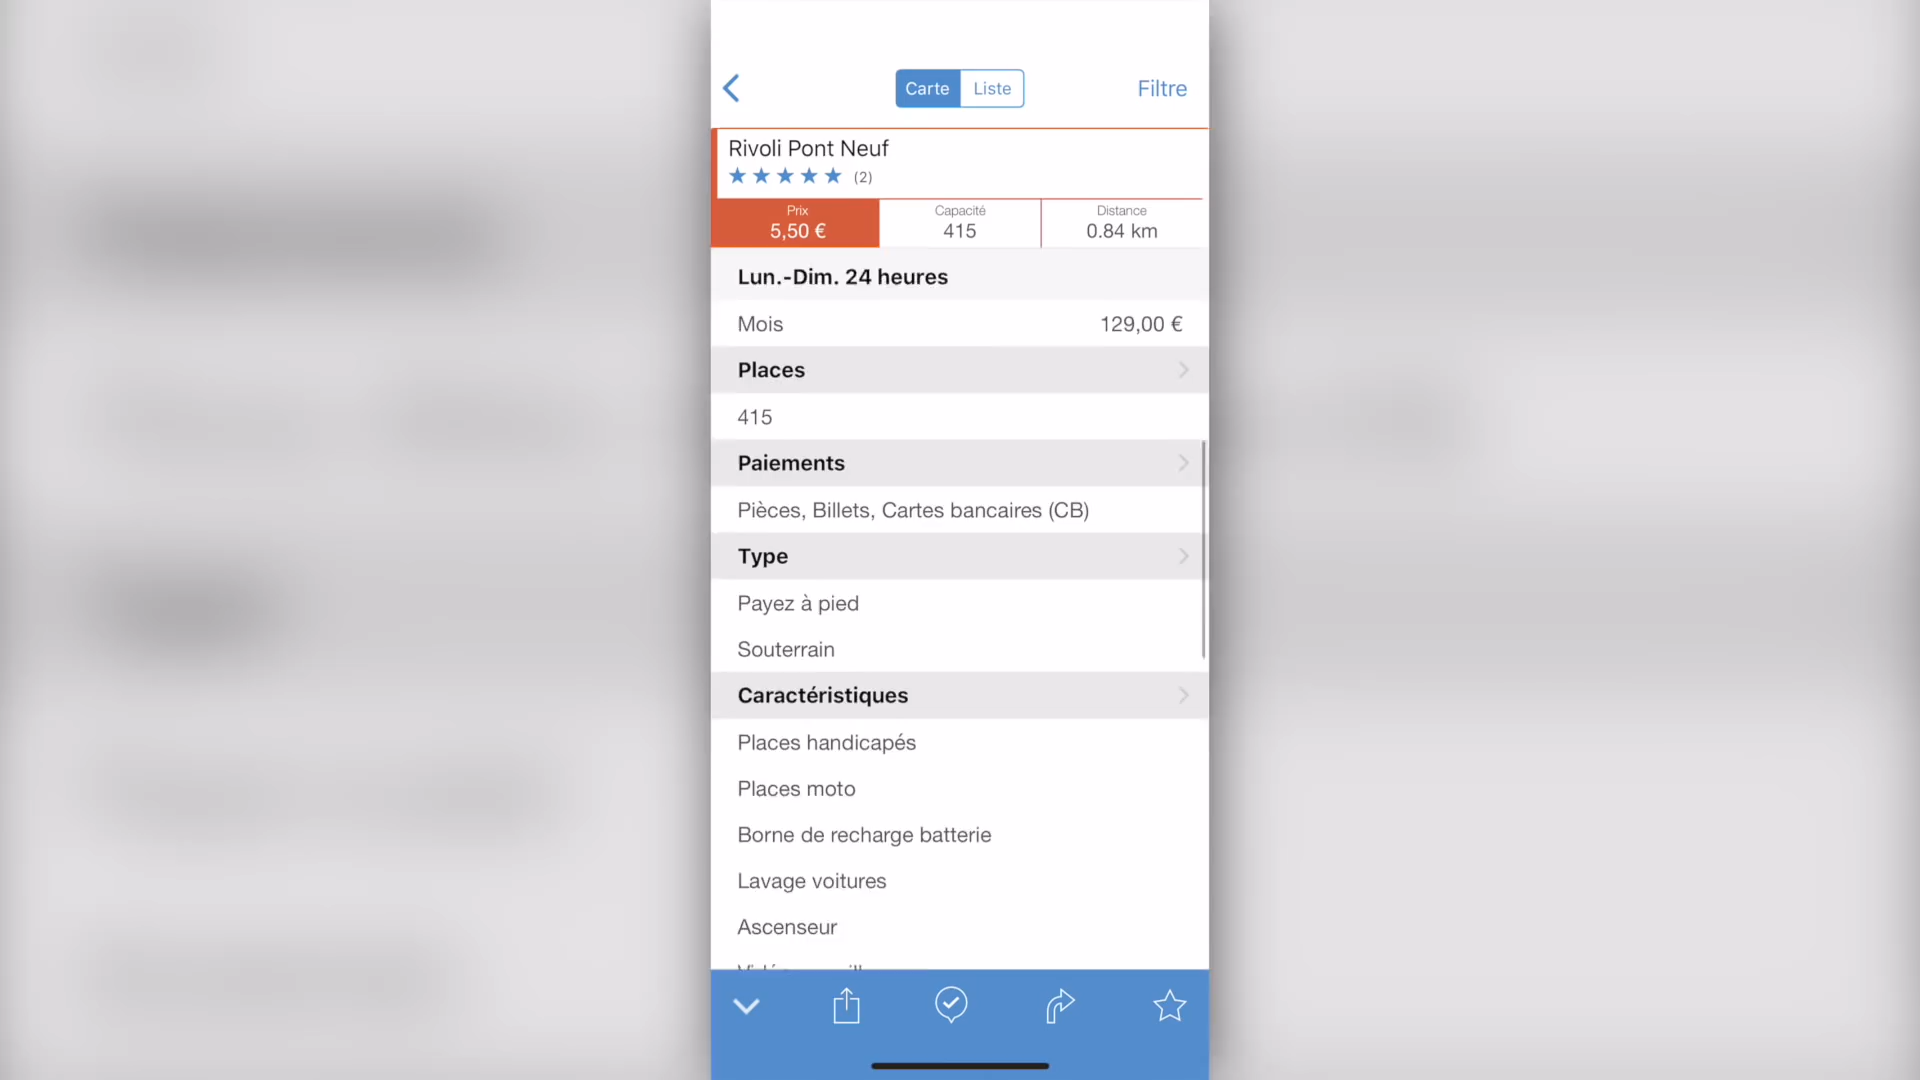 Carte Liste Filtre
Rivoli Pont Neuf
(2)
Prix Capacité Distance
5,50 € 415 0.84 km
Lun.-Dim. 24 heures
Mois 129,00 €
Places
415
Paiements
Pièces, Billets, Cartes bancaires (CB)
Type
Payez à pied
Souterrain
Caractéristiques
Places handicapés
Places moto
Borne de recharge batterie
Lavage voitures
Ascenseur